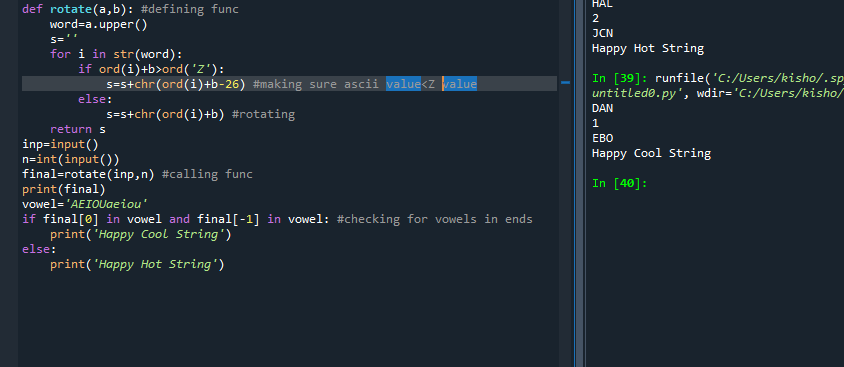 def rotate(a,b): #defining func
    word=a.upper()
    s=''
    for i in str(word):
        if ord(i)+b>ord('Z'):
            s=s+chr(ord(i)+b-26) #making sure ascii value<Z value
        else:
            s=s+chr(ord(i)+b) #rotating
    return s
inp=input()
n=int(input())
final=rotate(inp,n) #calling func
print(final)
vowel='AEIOUaeiou'
if final[0] in vowel and final[-1] in vowel: #checking for vowels in ends
    print('Happy Cool String')
else:
    print('Happy Hot String')
HAL
2
JCN
Happy Hot String
In [39]: runfile('C:/Users/kisho/.sp
untitled0.py', wdir='C:/Users/kisho/
DAN
1
EBO
Happy Cool String
In [40]: